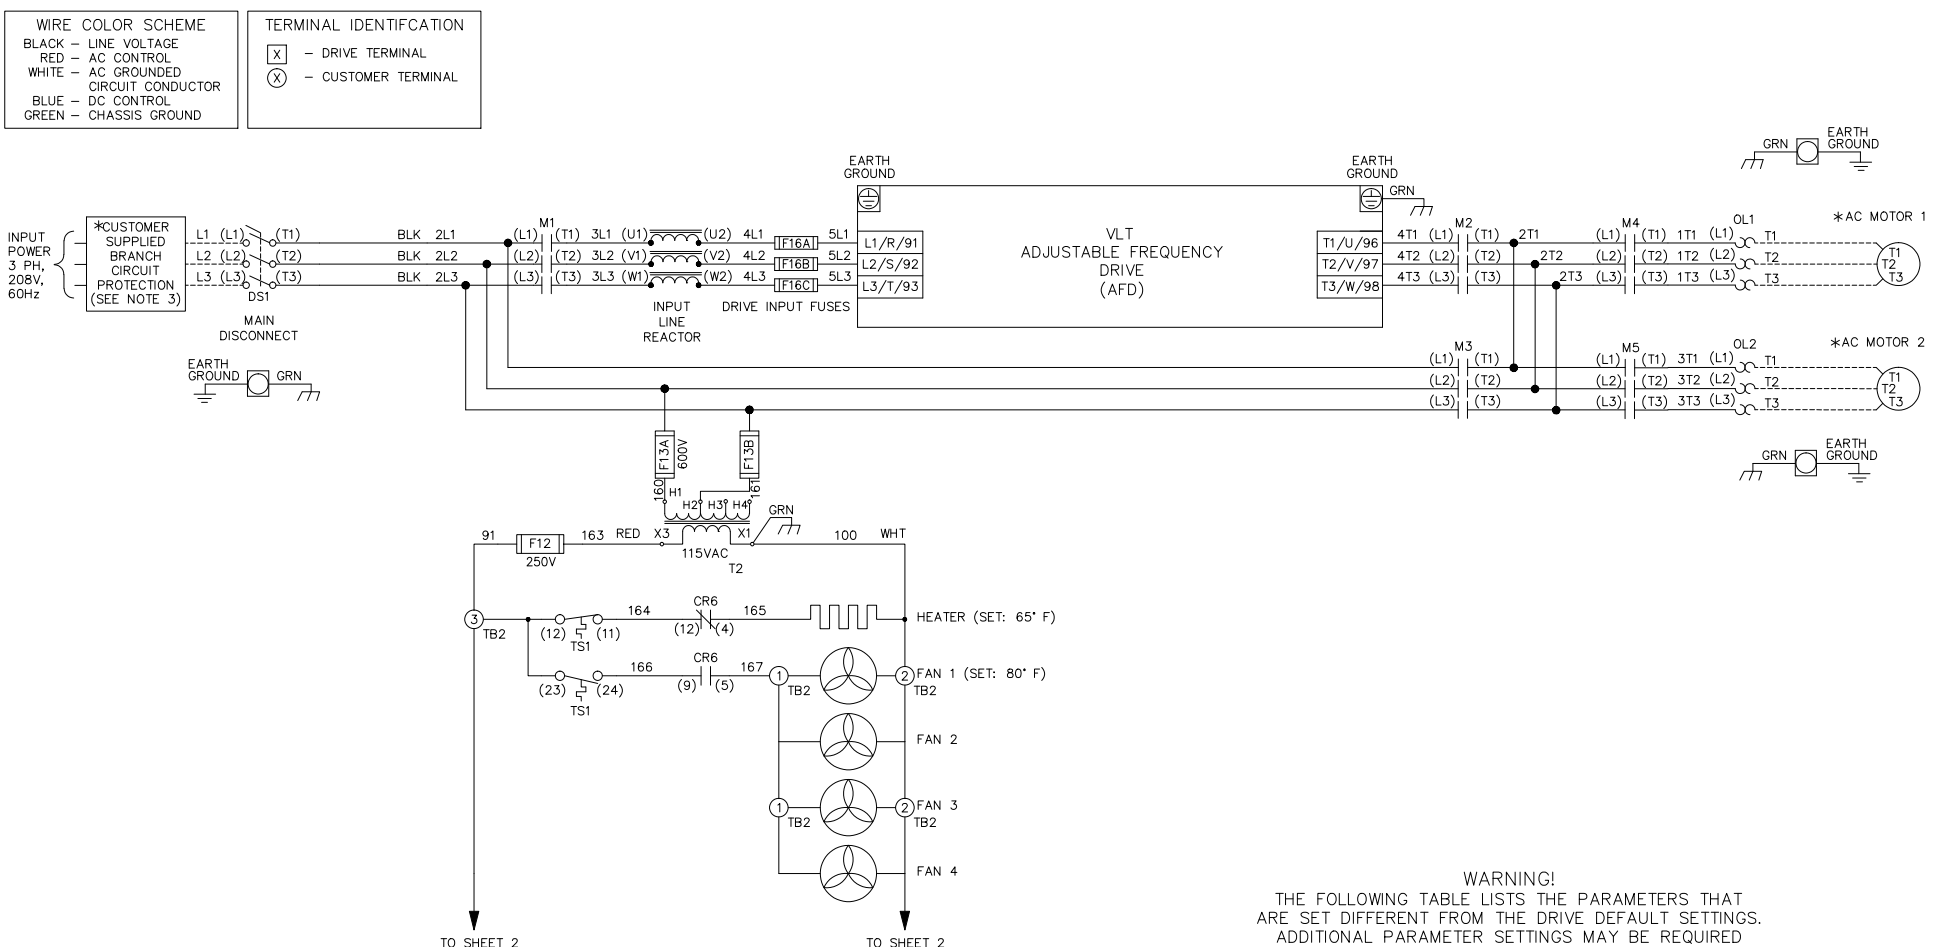 WIRE COLOR SCHEME
BLACK – LINE VOLTAGE
RED – AC CONTROL
WHITE – AC GROUNDED
CIRCUIT CONDUCTOR
BLUE – DC CONTROL
GREEN – CHASSIS GROUND
TERMINAL IDENTIFCATION
X – DRIVE TERMINAL
X – CUSTOMER TERMINAL
INPUT
POWER
3 PH,
208V,
60Hz
*CUSTOMER
SUPPLIED
BRANCH
CIRCUIT
PROTECTION
(SEE NOTE 3)
L1 (L1) (T1) BLK 2L1 (L1) M1 (T1) 3L1 (U1) (U2) 4L1 F16A 5L1 L1/R/91
L2 (L2) (T2) BLK 2L2 (L2) (T2) 3L2 (V1) (V2) 4L2 F16B 5L2 L2/S/92
L3 (L3) (T3) BLK 2L3 (L3) (T3) 3L3 (W1) (W2) 4L3 F16C 5L3 L3/T/93
DS1
MAIN
DISCONNECT
INPUT
LINE
REACTOR
DRIVE INPUT FUSES
EARTH
GROUND
VLT
ADJUSTABLE FREQUENCY
DRIVE
(AFD)
EARTH
GROUND
GRN
T1/U/96 4T1 (L1) M2 (T1) 2T1 (L1) M4 (T1) 1T1 (L1) OL1 T1
T2/V/97 4T2 (L2) (T2) 2T2 (L2) (T2) 1T2 (L2) T2
T3/W/98 4T3 (L3) (T3) 2T3 (L3) (T3) 1T3 (L3) T3
GRN
EARTH
GROUND
*AC MOTOR 1
T1
T2
T3
EARTH
GROUND
GRN
(L1) M3 (T1) (L1) M5 (T1) 3T1 (L1) OL2 T1
(L2) (T2) (L2) (T2) 3T2 (L2) T2
(L3) (T3) (L3) (T3) 3T3 (L3) T3
*AC MOTOR 2
T1
T2
T3
GRN
EARTH
GROUND
F13A
600V
F13B
160
161
H1
H2
H3
H4
GRN
91 F12 163 RED X3 X1 100 WHT
250V
115VAC
T2
3
TB2
(12) (11) 164 CR6 165 HEATER (SET: 65° F)
TS1
(12) (4)
(23) (24) 166 CR6 167 1 2 FAN 1 (SET: 80° F)
TS1
(9) (5)
TB2
TB2
FAN 2
1 2 FAN 3
TB2
TB2
FAN 4
TO SHEET 2
TO SHEET 2
WARNING!
THE FOLLOWING TABLE LISTS THE PARAMETERS THAT
ARE SET DIFFERENT FROM THE DRIVE DEFAULT SETTINGS.
ADDITIONAL PARAMETER SETTINGS MAY BE REQUIRED